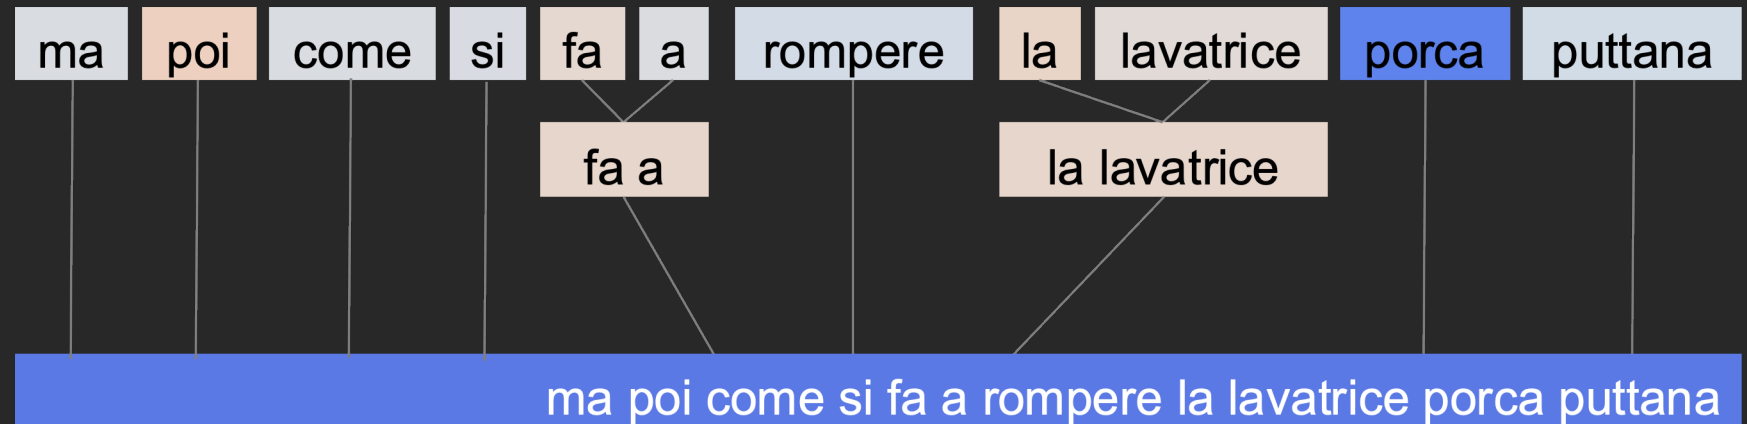 ma poi come si fa a rompere la lavatrice porca puttana
fa a la lavatrice
ma poi come si fa a rompere la lavatrice porca puttana